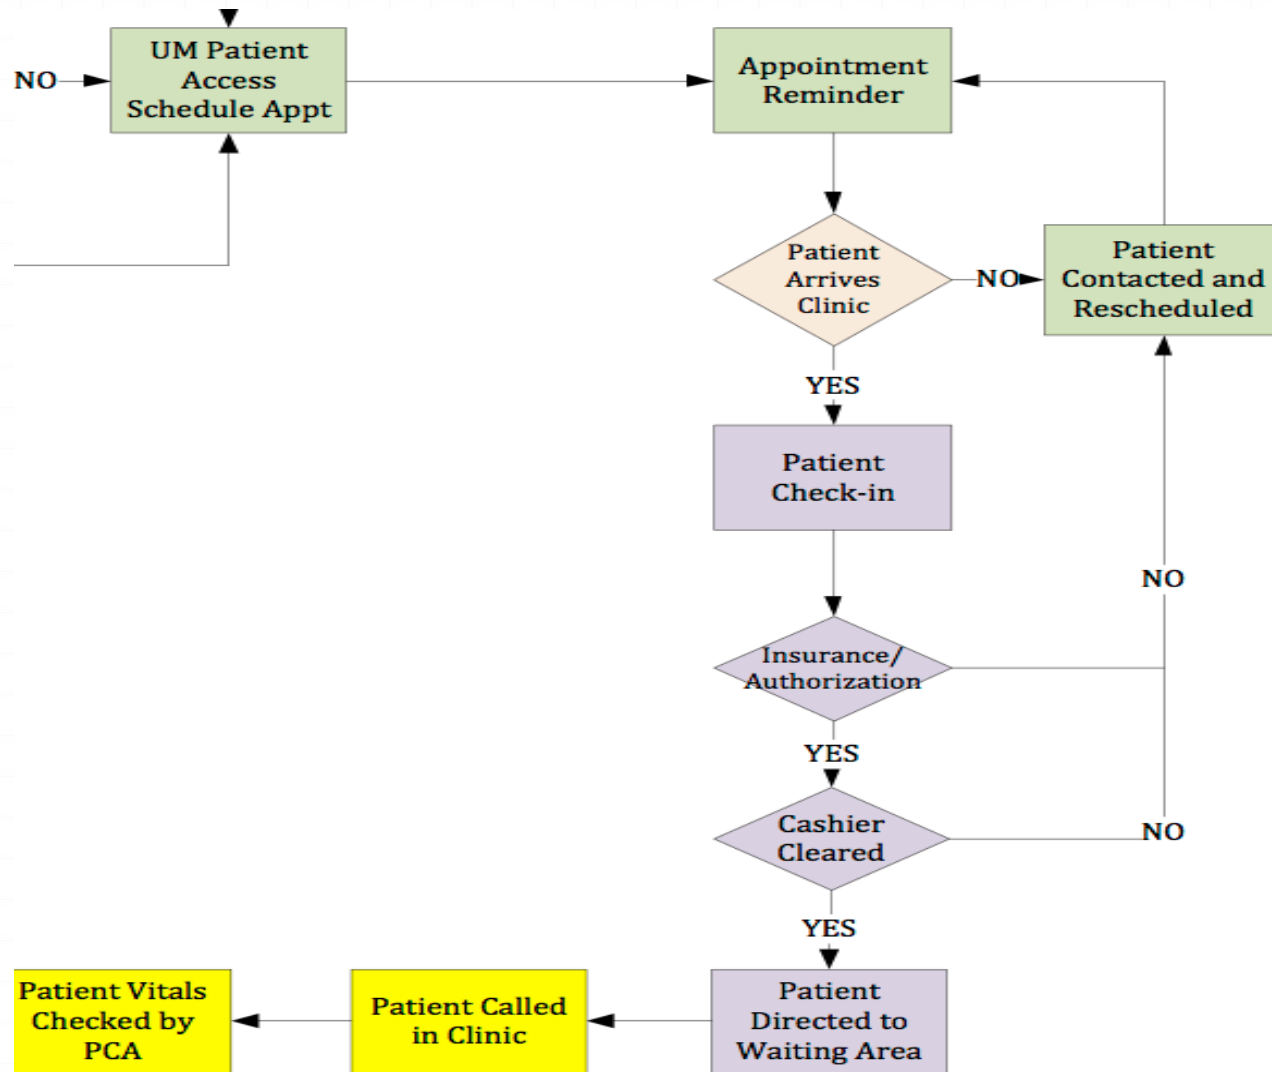 UM Patient
Access
Schedule Appt
NO
Appointment
Reminder
Patient
Arrives
Clinic
NO
Patient
Contacted and
Rescheduled
YES
Patient
Check-in
NO
Insurance/
Authorization
YES
Cashier
Cleared
NO
YES
Patient
Directed to
Waiting Area
Patient Called
in Clinic
Patient Vitals
Checked by
PCA